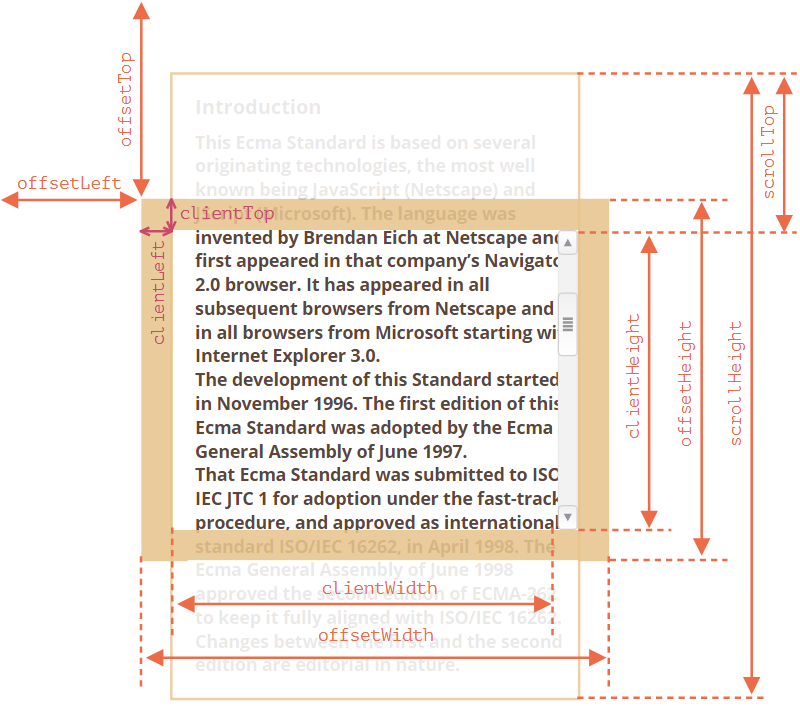 offsetTop
offsetLeft
Introduction
This Ecma Standard is based on several
originating technologies, the most well
known being JavaScript (Netscape) and
(Microsoft). The language was
clientTop
clientLeft
invented by Brendan Eich at Netscape and
first appeared in that company’s Navigato
2.0 browser. It has appeared in all
subsequent browsers from Netscape and
in all browsers from Microsoft starting wi
Internet Explorer 3.0.
The development of this Standard started
in November 1996. The first edition of this
Ecma Standard was adopted by the Ecma
General Assembly of June 1997.
That Ecma Standard was submitted to ISO
IEC JTC 1 for adoption under the fast-track
procedure, and approved as international
standard ISO/IEC 16262, in April 1998. The
Ecma General Assembly of June 1998
approved the second edition of ECMA-262
to keep it fully aligned with ISO/IEC 16262.
Changes between the first and the second
edition are editorial in nature.
clientWidth
offsetWidth
clientHeight
offsetHeight
scrollHeight
scrollTop